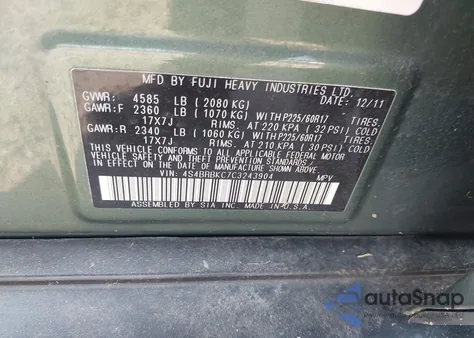 MFD BY FUJI HEAVY INDUSTRIES LTD.
GVWR: 4585 LB ( 2080 KG) DATE: 12/11
GAWR:F 2360 LB ( 1070 KG) WITH P225/60R17 TIRES.
17X7J RIMS. AT 220 KPA ( 32 PSI) COLD
GAWR:R 2340 LB ( 1060 KG) WITH P225/60R17 TIRES.
17X7J RIMS. AT 210 KPA ( 30 PSI) COLD
THIS VEHICLE CONFORMS TO ALL APPLICABLE FEDERAL MOTOR
VEHICLE SAFETY, BUMPER AND THEFT PREVENTION STANDARDS
IN EFFECT ON THE DATE OF MANUFACTURE SHOWN ABOVE.
VIN: 4S4BRBKC7C3243904 MPV
ASSEMBLED BY SIA INC. MADE IN U.S.A.
autoSnap